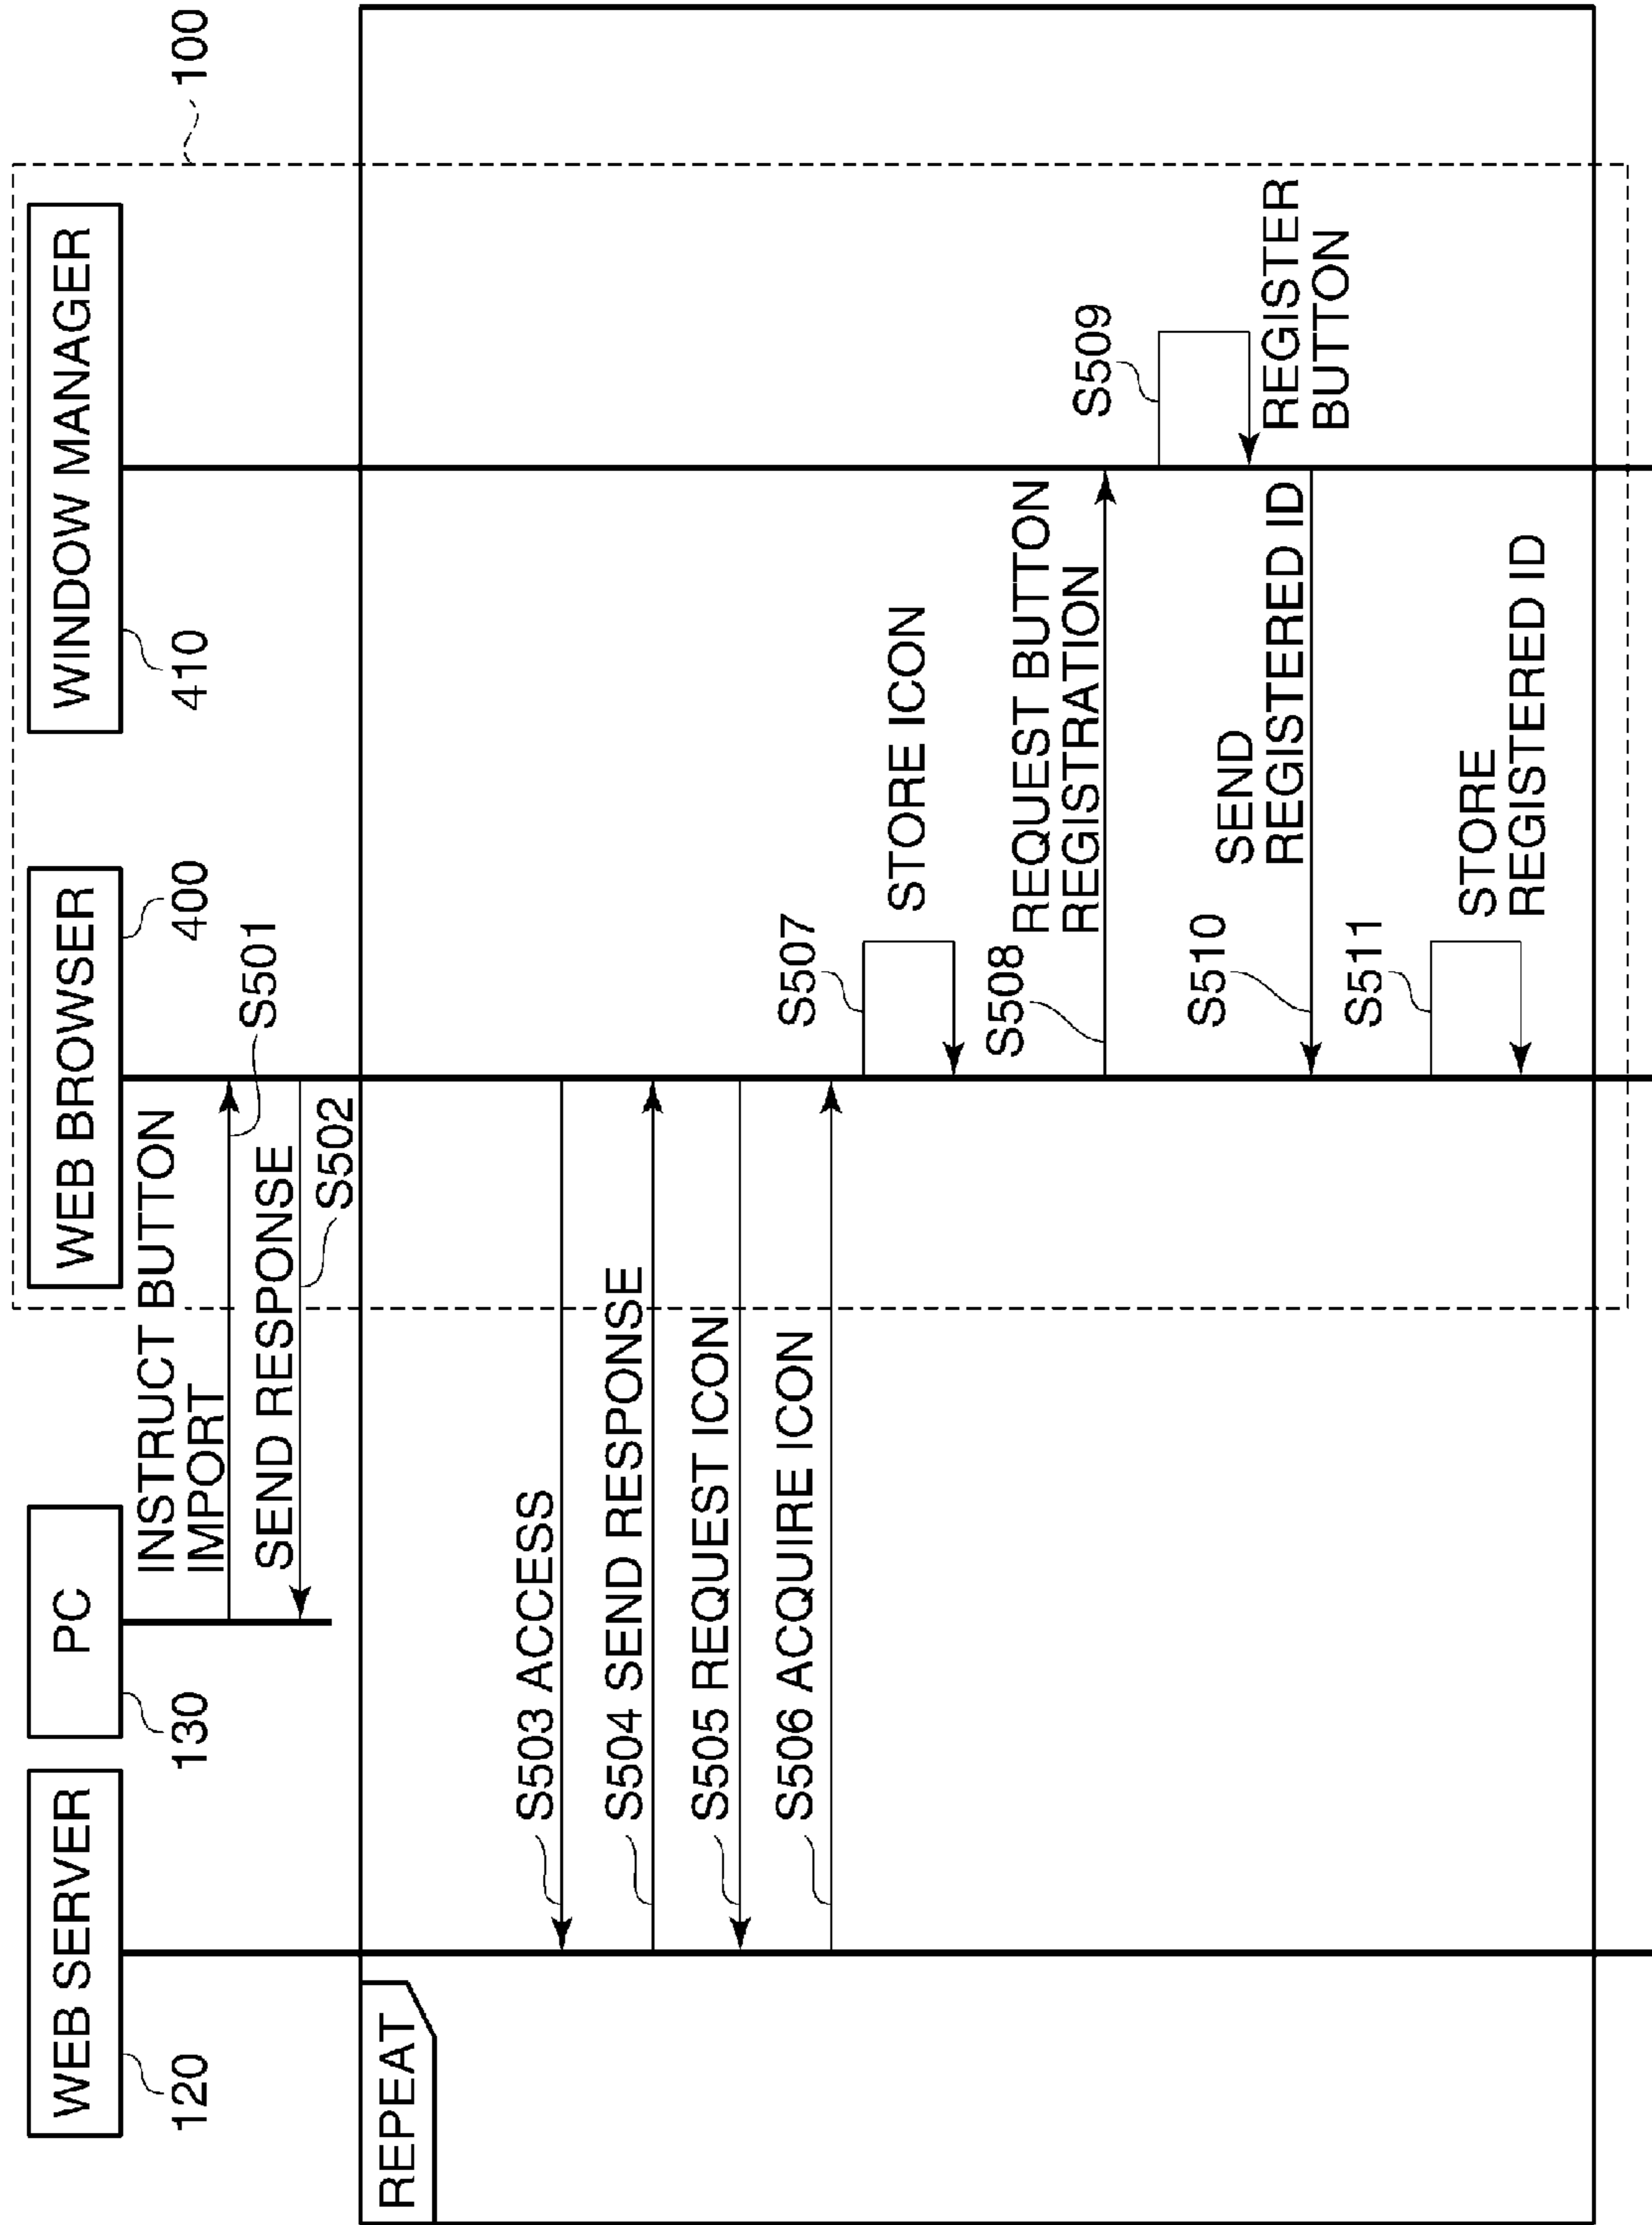 WEB SERVER
PC
WEB BROWSER
WINDOW MANAGER
120
130
400
410
100
INSTRUCT BUTTON
IMPORT
S501
SEND RESPONSE
S502
REPEAT
S503 ACCESS
S504 SEND RESPONSE
S505 REQUEST ICON
S506 ACQUIRE ICON
S507
STORE ICON
S508
REQUEST BUTTON
REGISTRATION
S509
REGISTER
BUTTON
S510
SEND
REGISTERED ID
S511
STORE
REGISTERED ID